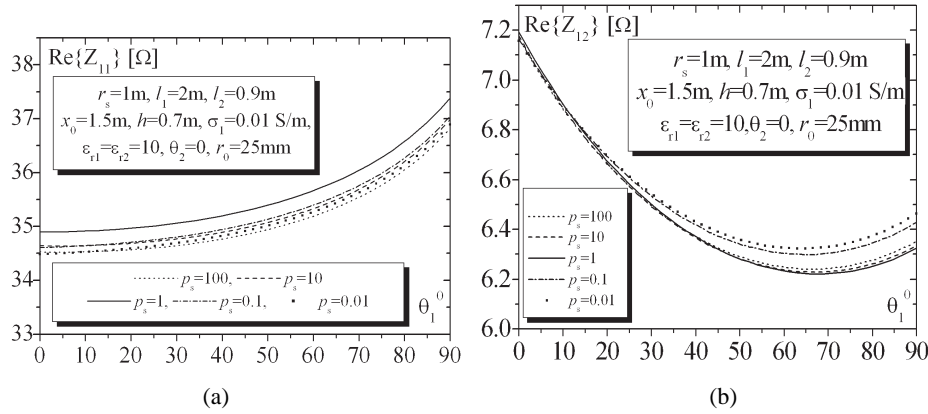 Re{Z₁₁} [Ω]
38
37
36
35
34
33
rₛ=1m, l₁=2m, l₂=0.9m
x₀=1.5m, h=0.7m, σ₁=0.01 S/m,
εᵣ₁=εᵣ₂=10, θ₂=0, r₀=25mm
pₛ=100, pₛ=10
pₛ=1, pₛ=0.1, pₛ=0.01
θ₁⁰
0 10 20 30 40 50 60 70 80 90
(a)
Re{Z₁₂} [Ω]
7.2
7.0
6.8
6.6
6.4
6.2
6.0
rₛ=1m, l₁=2m, l₂=0.9m
x₀=1.5m, h=0.7m, σ₁=0.01 S/m
εᵣ₁=εᵣ₂=10,θ₂=0, r₀=25mm
pₛ=100
pₛ=10
pₛ=1
pₛ=0.1
pₛ=0.01
θ₁⁰
0 10 20 30 40 50 60 70 80 90
(b)